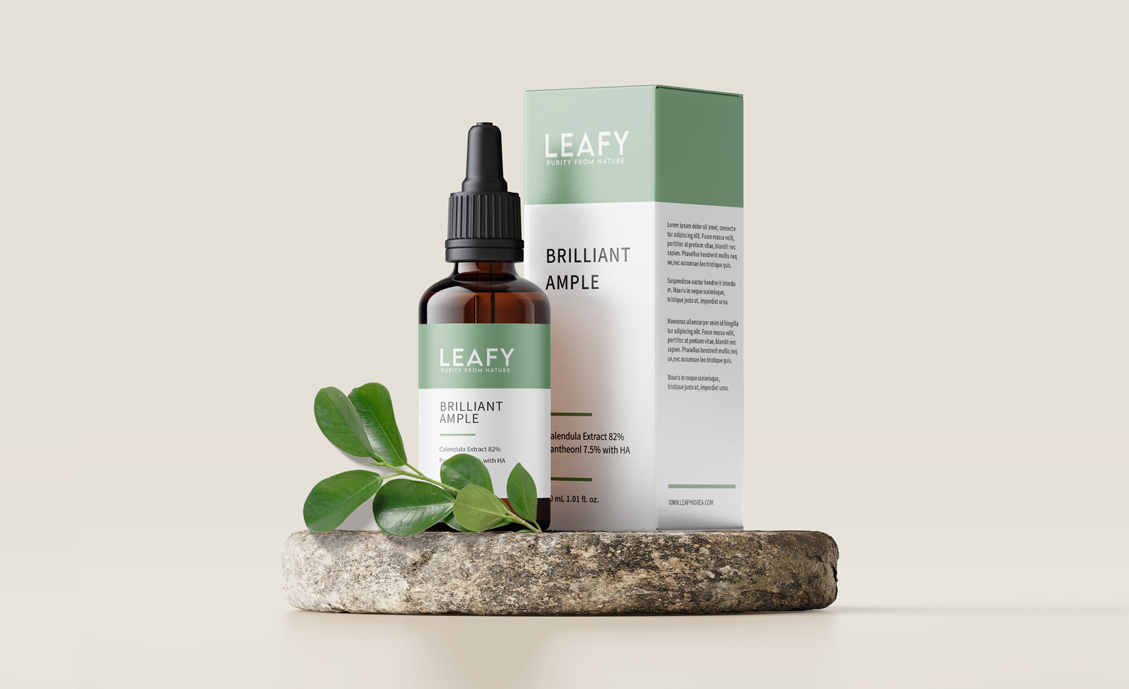 LEAFY
PURITY FROM NATURE
BRILLIANT
AMPLE
Calendula Extract 82%
with HA
LEAFY
PURITY FROM NATURE
BRILLIANT
AMPLE
alendula Extract 82%
antheonl 7.5% with HA
mL 1.01 fl. oz.
Lorem ipsum dolor sit amet, consecte
tur adipiscing elit. Fusce massa velit,
porttitor at pretium vitae, blandit nec
sapien. Phasellus hendrerit mollis neq
ue,nec accumsan leo tristique quis.
Suspendisse auctor hendrerit interdu
m. Mauris in neque scelerisque,
tristique justo ut, imperdiet urna.
Maecenas ullamcorper enim id fringilla
tur adipiscing elit. Fusce massa velit,
porttitor at pretium vitae, blandit nec
sapien. Phasellus hendrerit mollis neq
ue,nec accumsan leo tristique quis.
Mauris in neque scelerisque,
tristique justo ut, imperdiet urna.
LEAFYKOREA.COM